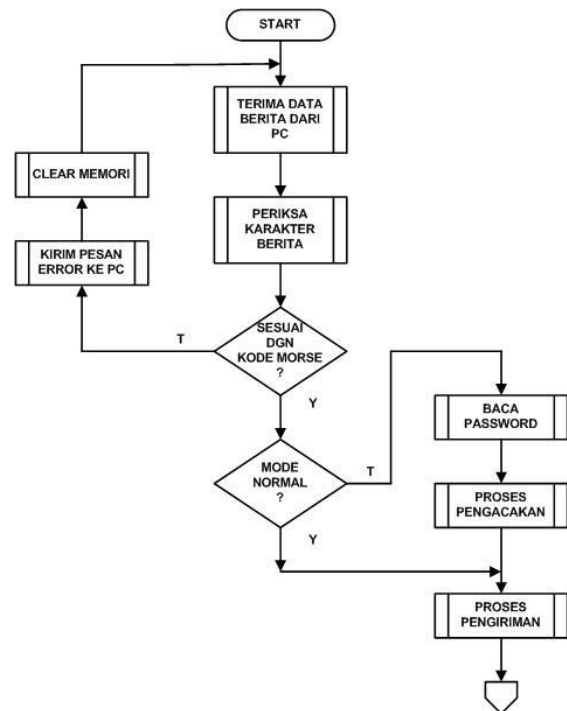 START
TERIMA DATA
BERITA DARI
PC
CLEAR MEMORI
PERIKSA
KARAKTER
BERITA
KIRIM PESAN
ERROR KE PC
SESUAI
DGN
KODE MORSE
?
T
Y
BACA
PASSWORD
MODE
NORMAL
?
T
Y
PROSES
PENGACAKAN
PROSES
PENGIRIMAN